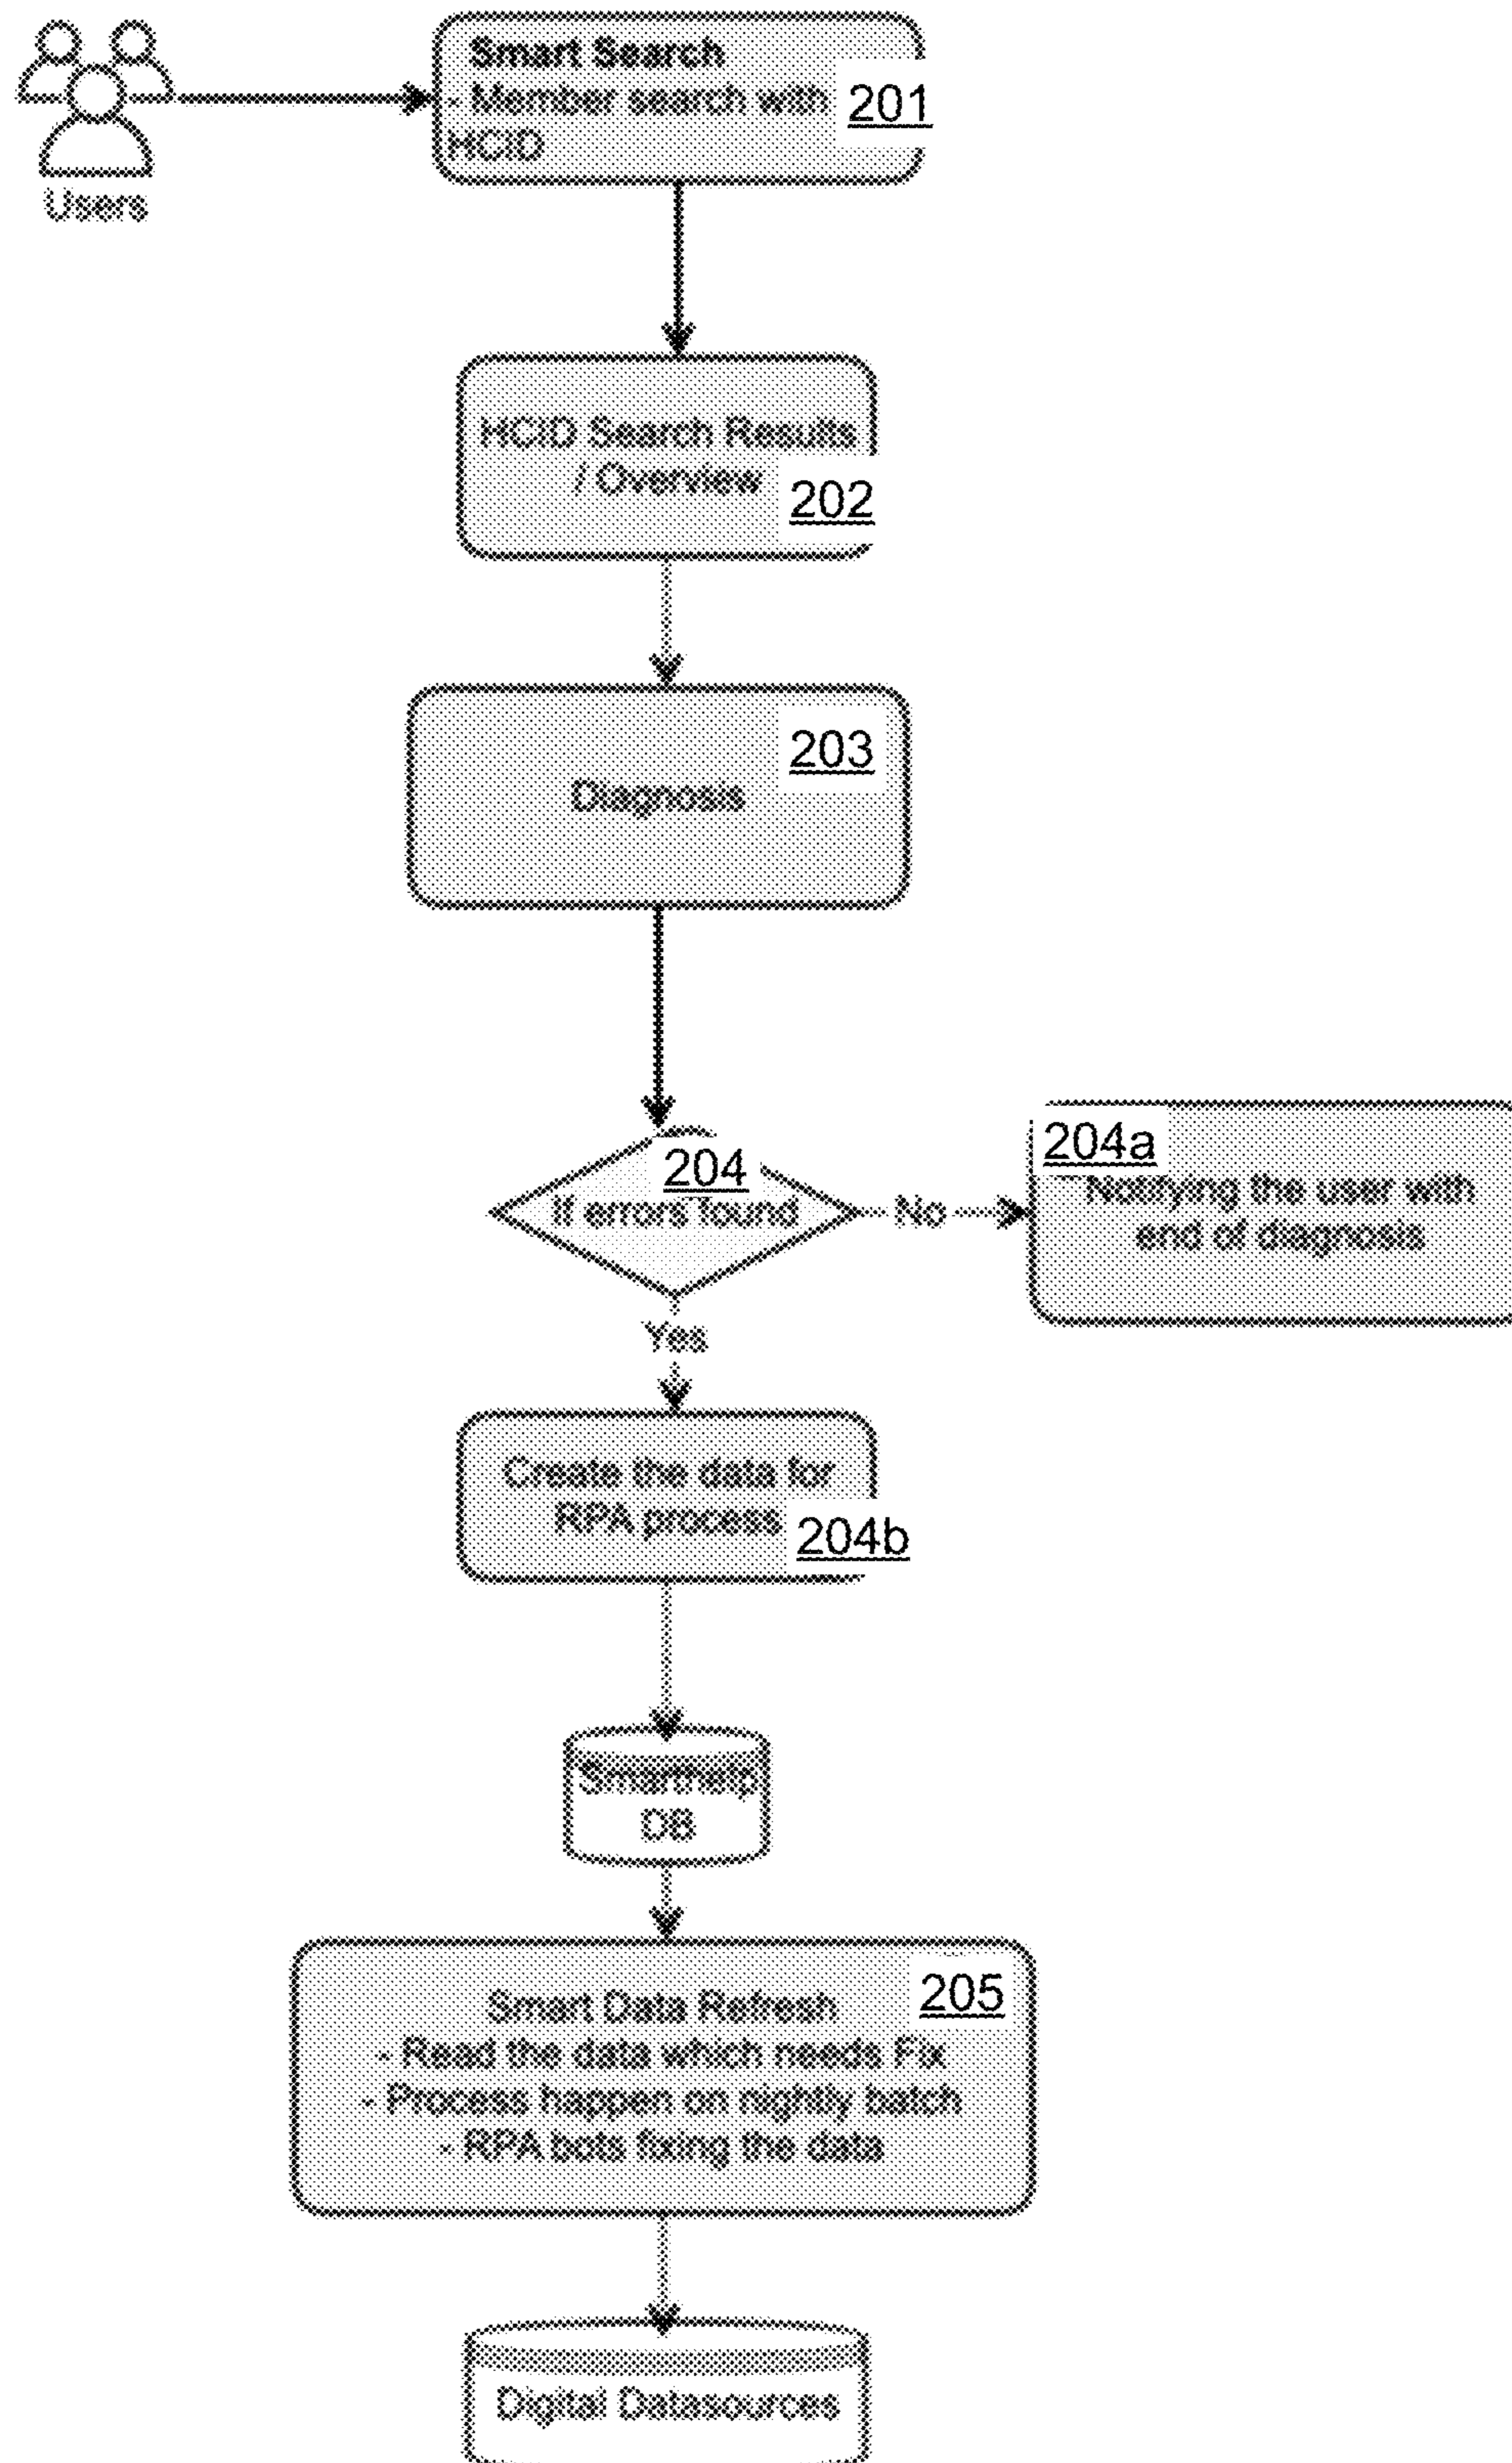 Users
Smart Search
- Member search with
HCID
201
HCID Search Results
/ Overview
202
203
Diagnosis
204
If errors found
No
204a
Notifying the user with
end of diagnosis
Yes
Create the data for
RPA process
204b
Smarthelp
DB
205
Smart Data Refresh
- Read the data which needs Fix
- Process happen on nightly batch
- RPA bots fixing the data
Digital Datasources